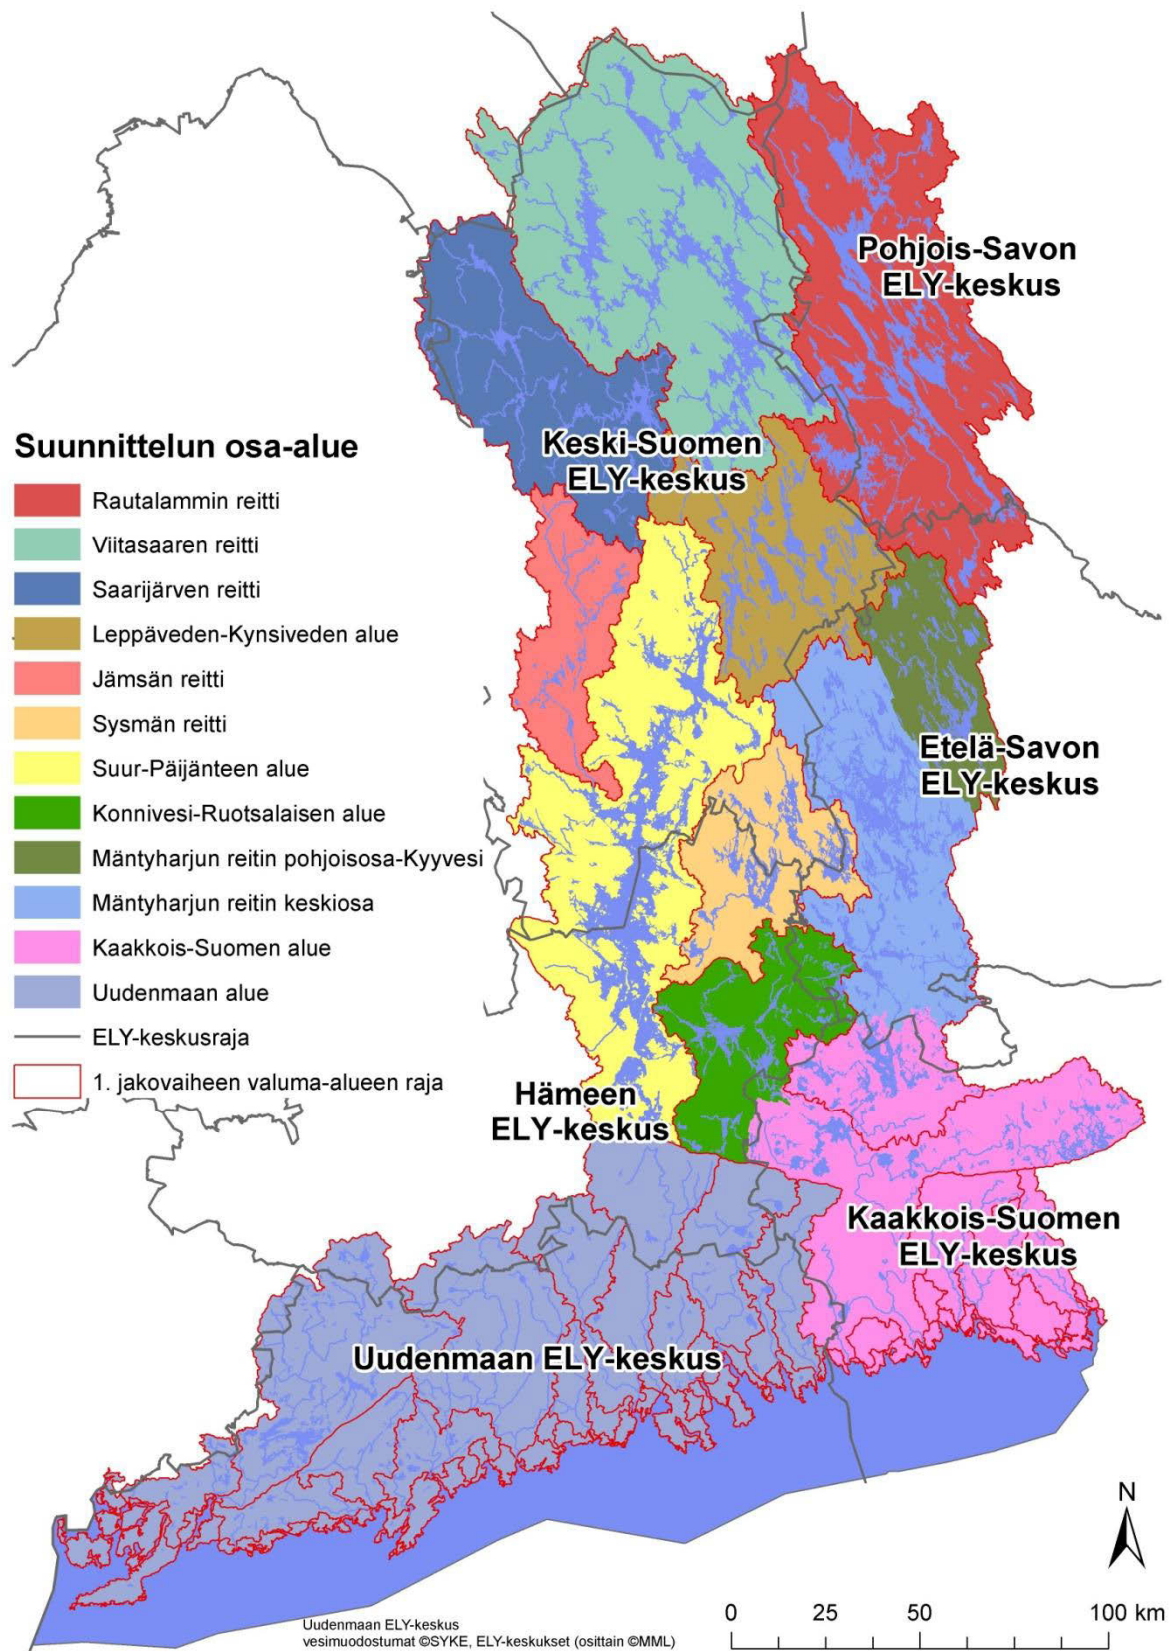 Pohjois-Savon
ELY-keskus
Keski-Suomen
ELY-keskus
Suunnittelun osa-alue
Rautalammin reitti
Viitasaaren reitti
Saarijärven reitti
Leppäveden-Kynsiveden alue
Jämsän reitti
Sysmän reitti
Suur-Päijänteen alue
Konnivesi-Ruotsalaisen alue
Mäntyharjun reitin pohjoisosa-Kyyvesi
Mäntyharjun reitin keskiosa
Kaakkois-Suomen alue
Uudenmaan alue
ELY-keskusraja
1. jakovaiheen valuma-alueen raja
Etelä-Savon
ELY-keskus
Hämeen
ELY-keskus
Kaakkois-Suomen
ELY-keskus
Uudenmaan ELY-keskus
N
0 25 50 100 km
Uudenmaan ELY-keskus
vesimuodostumat ©SYKE, ELY-keskukset (osittain ©MML)